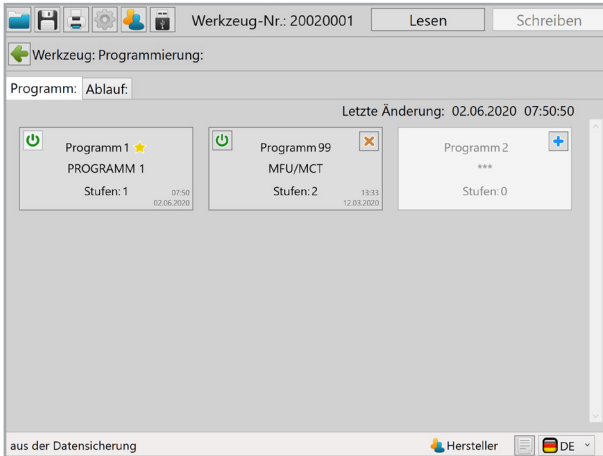 Werkzeug-Nr.: 20020001 Lesen Schreiben
Werkzeug: Programmierung:
Programm: Ablauf:
Letzte Änderung: 02.06.2020 07:50:50
Programm 1
PROGRAMM 1
Stufen: 1
07:50
02.06.2020
Programm 99
MFU/MCT
Stufen: 2
13:33
12.03.2020
Programm 2
***
Stufen: 0
aus der Datensicherung Hersteller DE